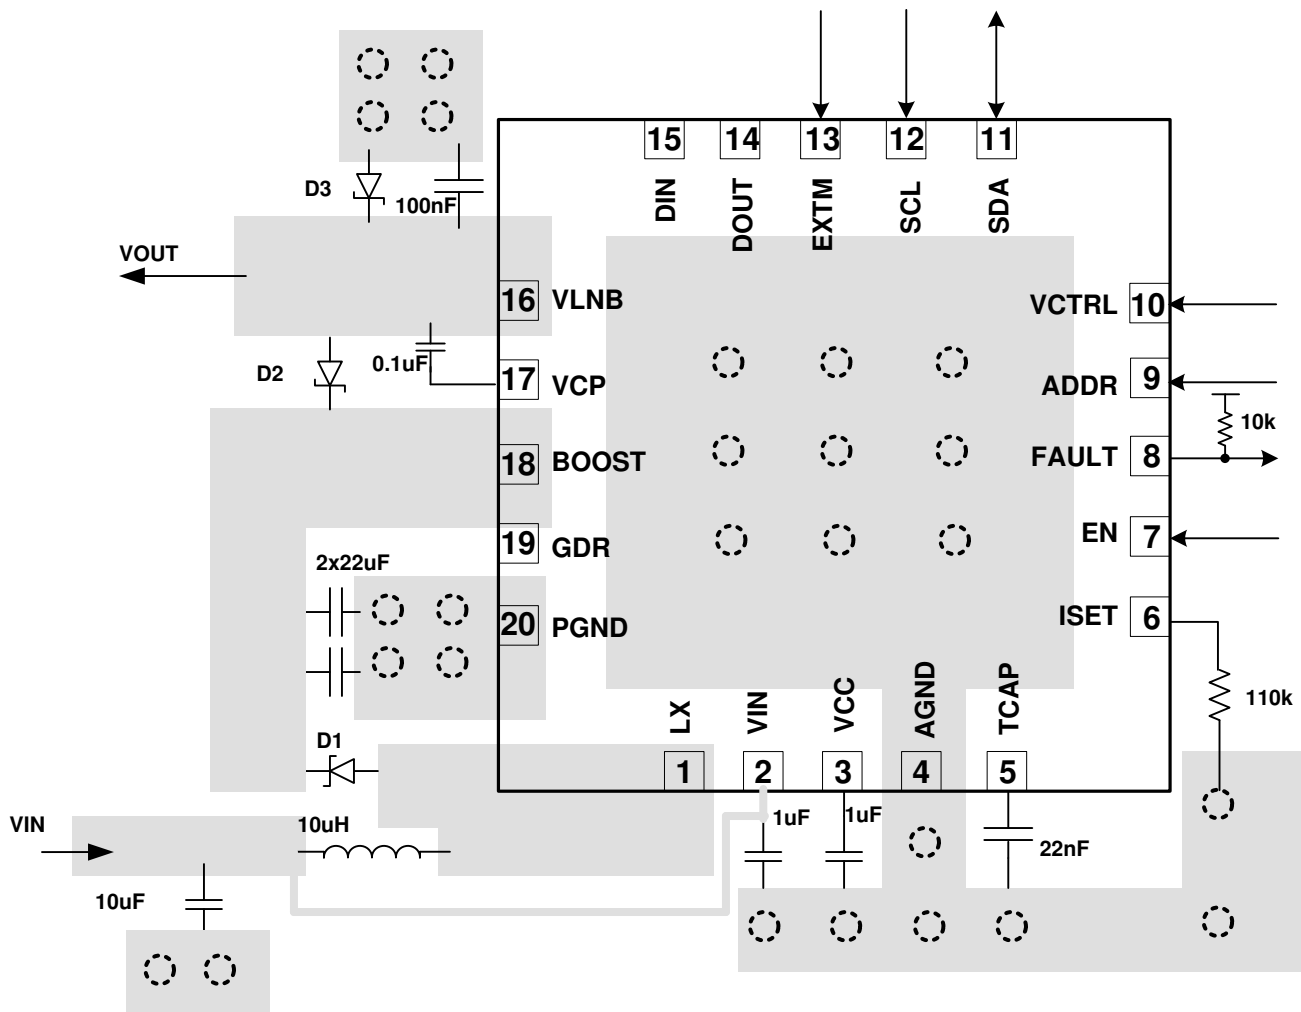 15
14
13
12
11
DIN
DOUT
EXTM
SCL
SDA
D3
100nF
VOUT
16 VLNB
VCTRL 10
D2
0.1uF
17 VCP
ADDR 9
10k
18 BOOST
FAULT 8
19 GDR
EN 7
2x22uF
20 PGND
ISET 6
110k
LX
VIN
VCC
AGND
TCAP
D1
1
2
3
4
5
VIN
10uH
1uF
1uF
22nF
10uF